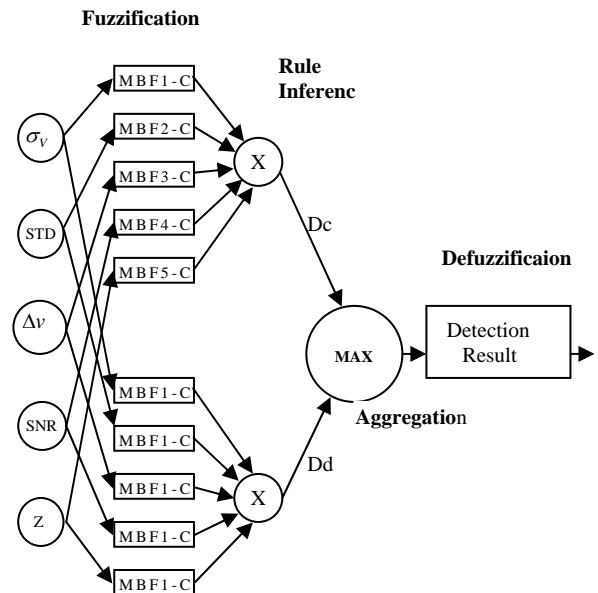 Fuzzification
Rule
Inferenc
MBF1-C
MBF2-C
MBF3-C
MBF4-C
MBF5-C
σV
STD
Δv
SNR
Z
X
Dc
Defuzzificaion
MAX
Detection
Result
Aggregation
MBF1-C
MBF1-C
MBF1-C
MBF1-C
MBF1-C
X
Dd